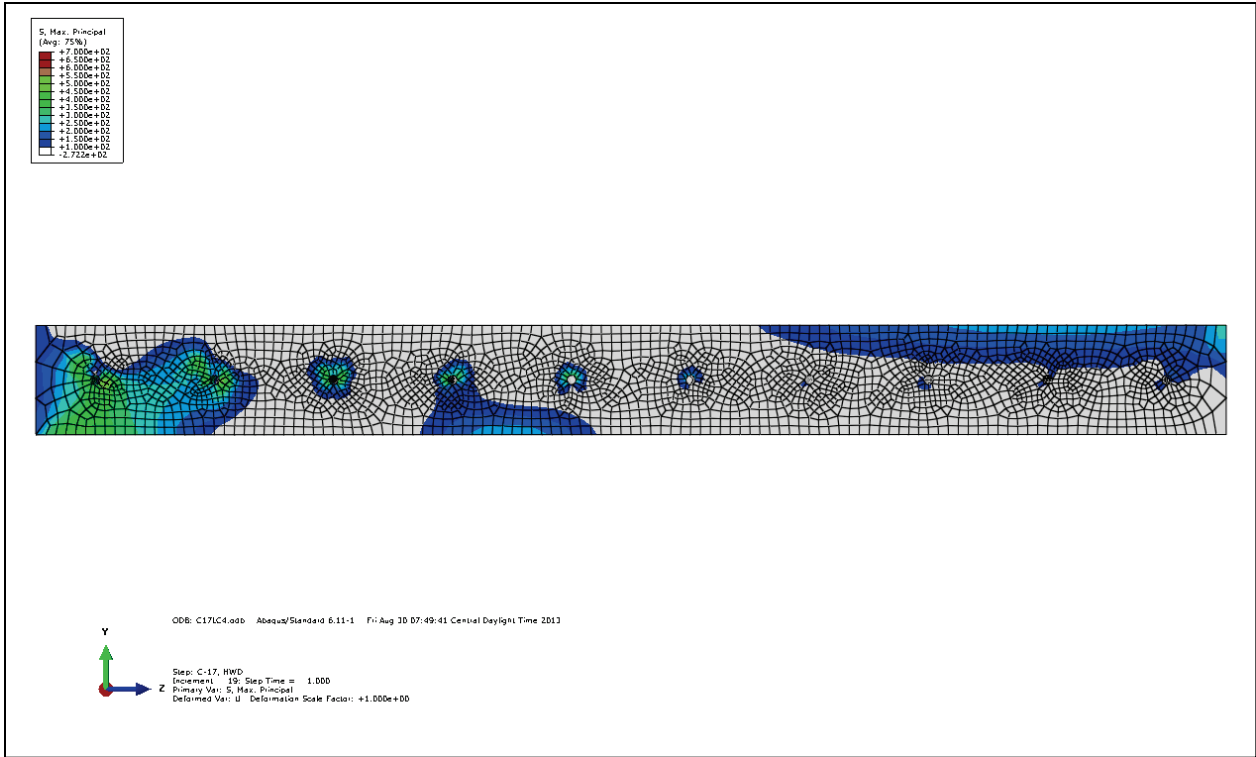 S, Max. Principal
(Avg: 75%)
+7.000e+02
+6.500e+02
+6.000e+02
+5.500e+02
+5.000e+02
+4.500e+02
+4.000e+02
+3.500e+02
+3.000e+02
+2.500e+02
+2.000e+02
+1.500e+02
+1.000e+02
-2.722e+02
ODB: C17LC4.odb Abaqus/Standard 6.11-1 Fri Aug 30 07:49:41 Central Daylight Time 2013
Y
Z
Step: C-17, HWD
Increment 19: Step Time = 1.000
Primary Var: S, Max. Principal
Deformed Var: U Deformation Scale Factor: +1.000e+00